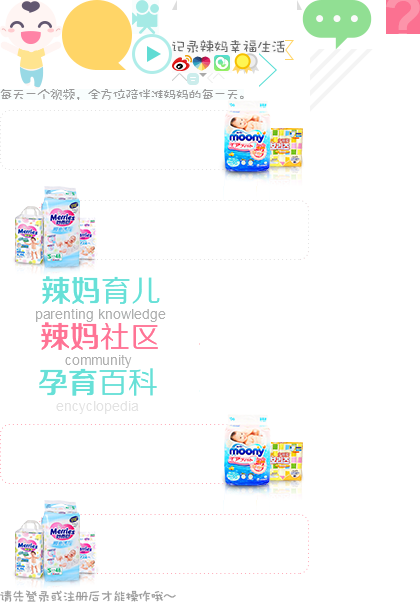 ?
记录辣妈幸福生活
每天一个视频，全方位陪伴准妈妈的每一天。
moony
Merries
S-48
辣妈育儿
parenting knowledge
辣妈社区
community
孕育百科
encyclopedia
moony
Merries
S-48
请先登录或注册后才能操作哦～